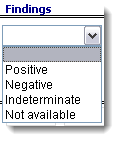 Findings
Positive
Negative
Indeterminate
Not available